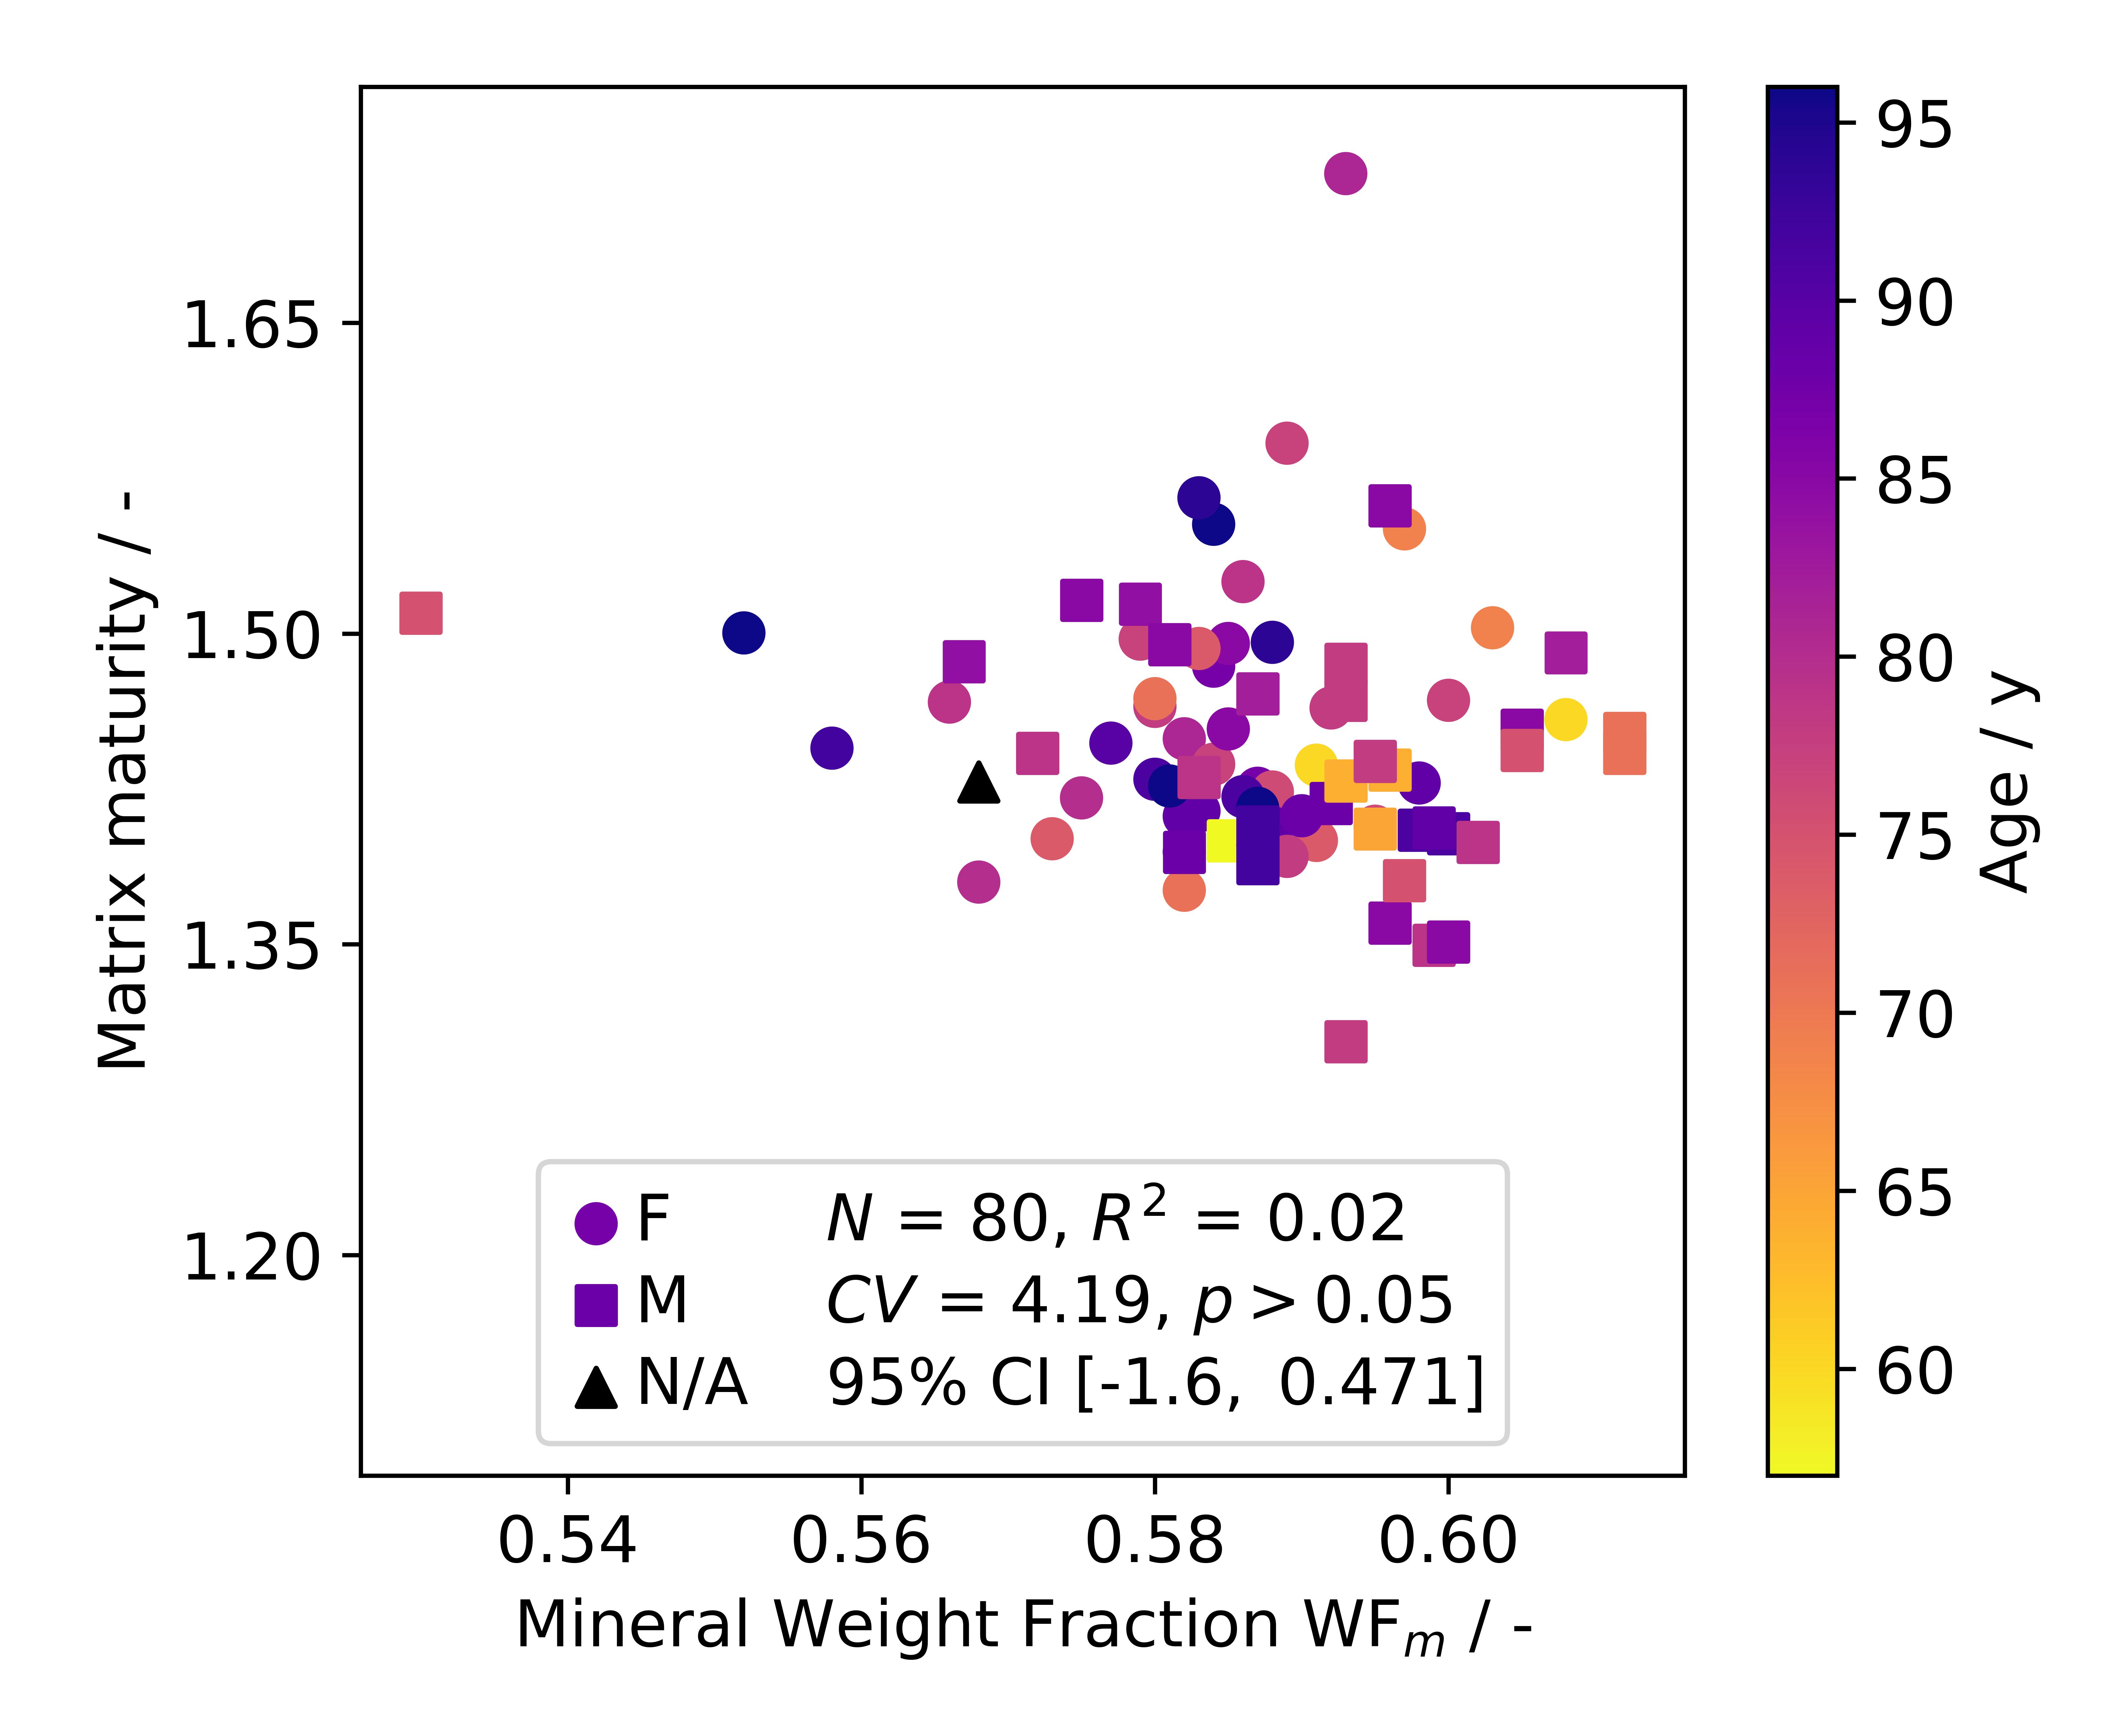 Matrix maturity / -
1.65
1.50
1.35
1.20
0.54 0.56 0.58 0.60
Mineral Weight Fraction WFₘ / -
F N = 80, R² = 0.02
M CV = 4.19, p > 0.05
N/A 95% CI [-1.6, 0.471]
95
90
85
80
75
70
65
60
Age / y